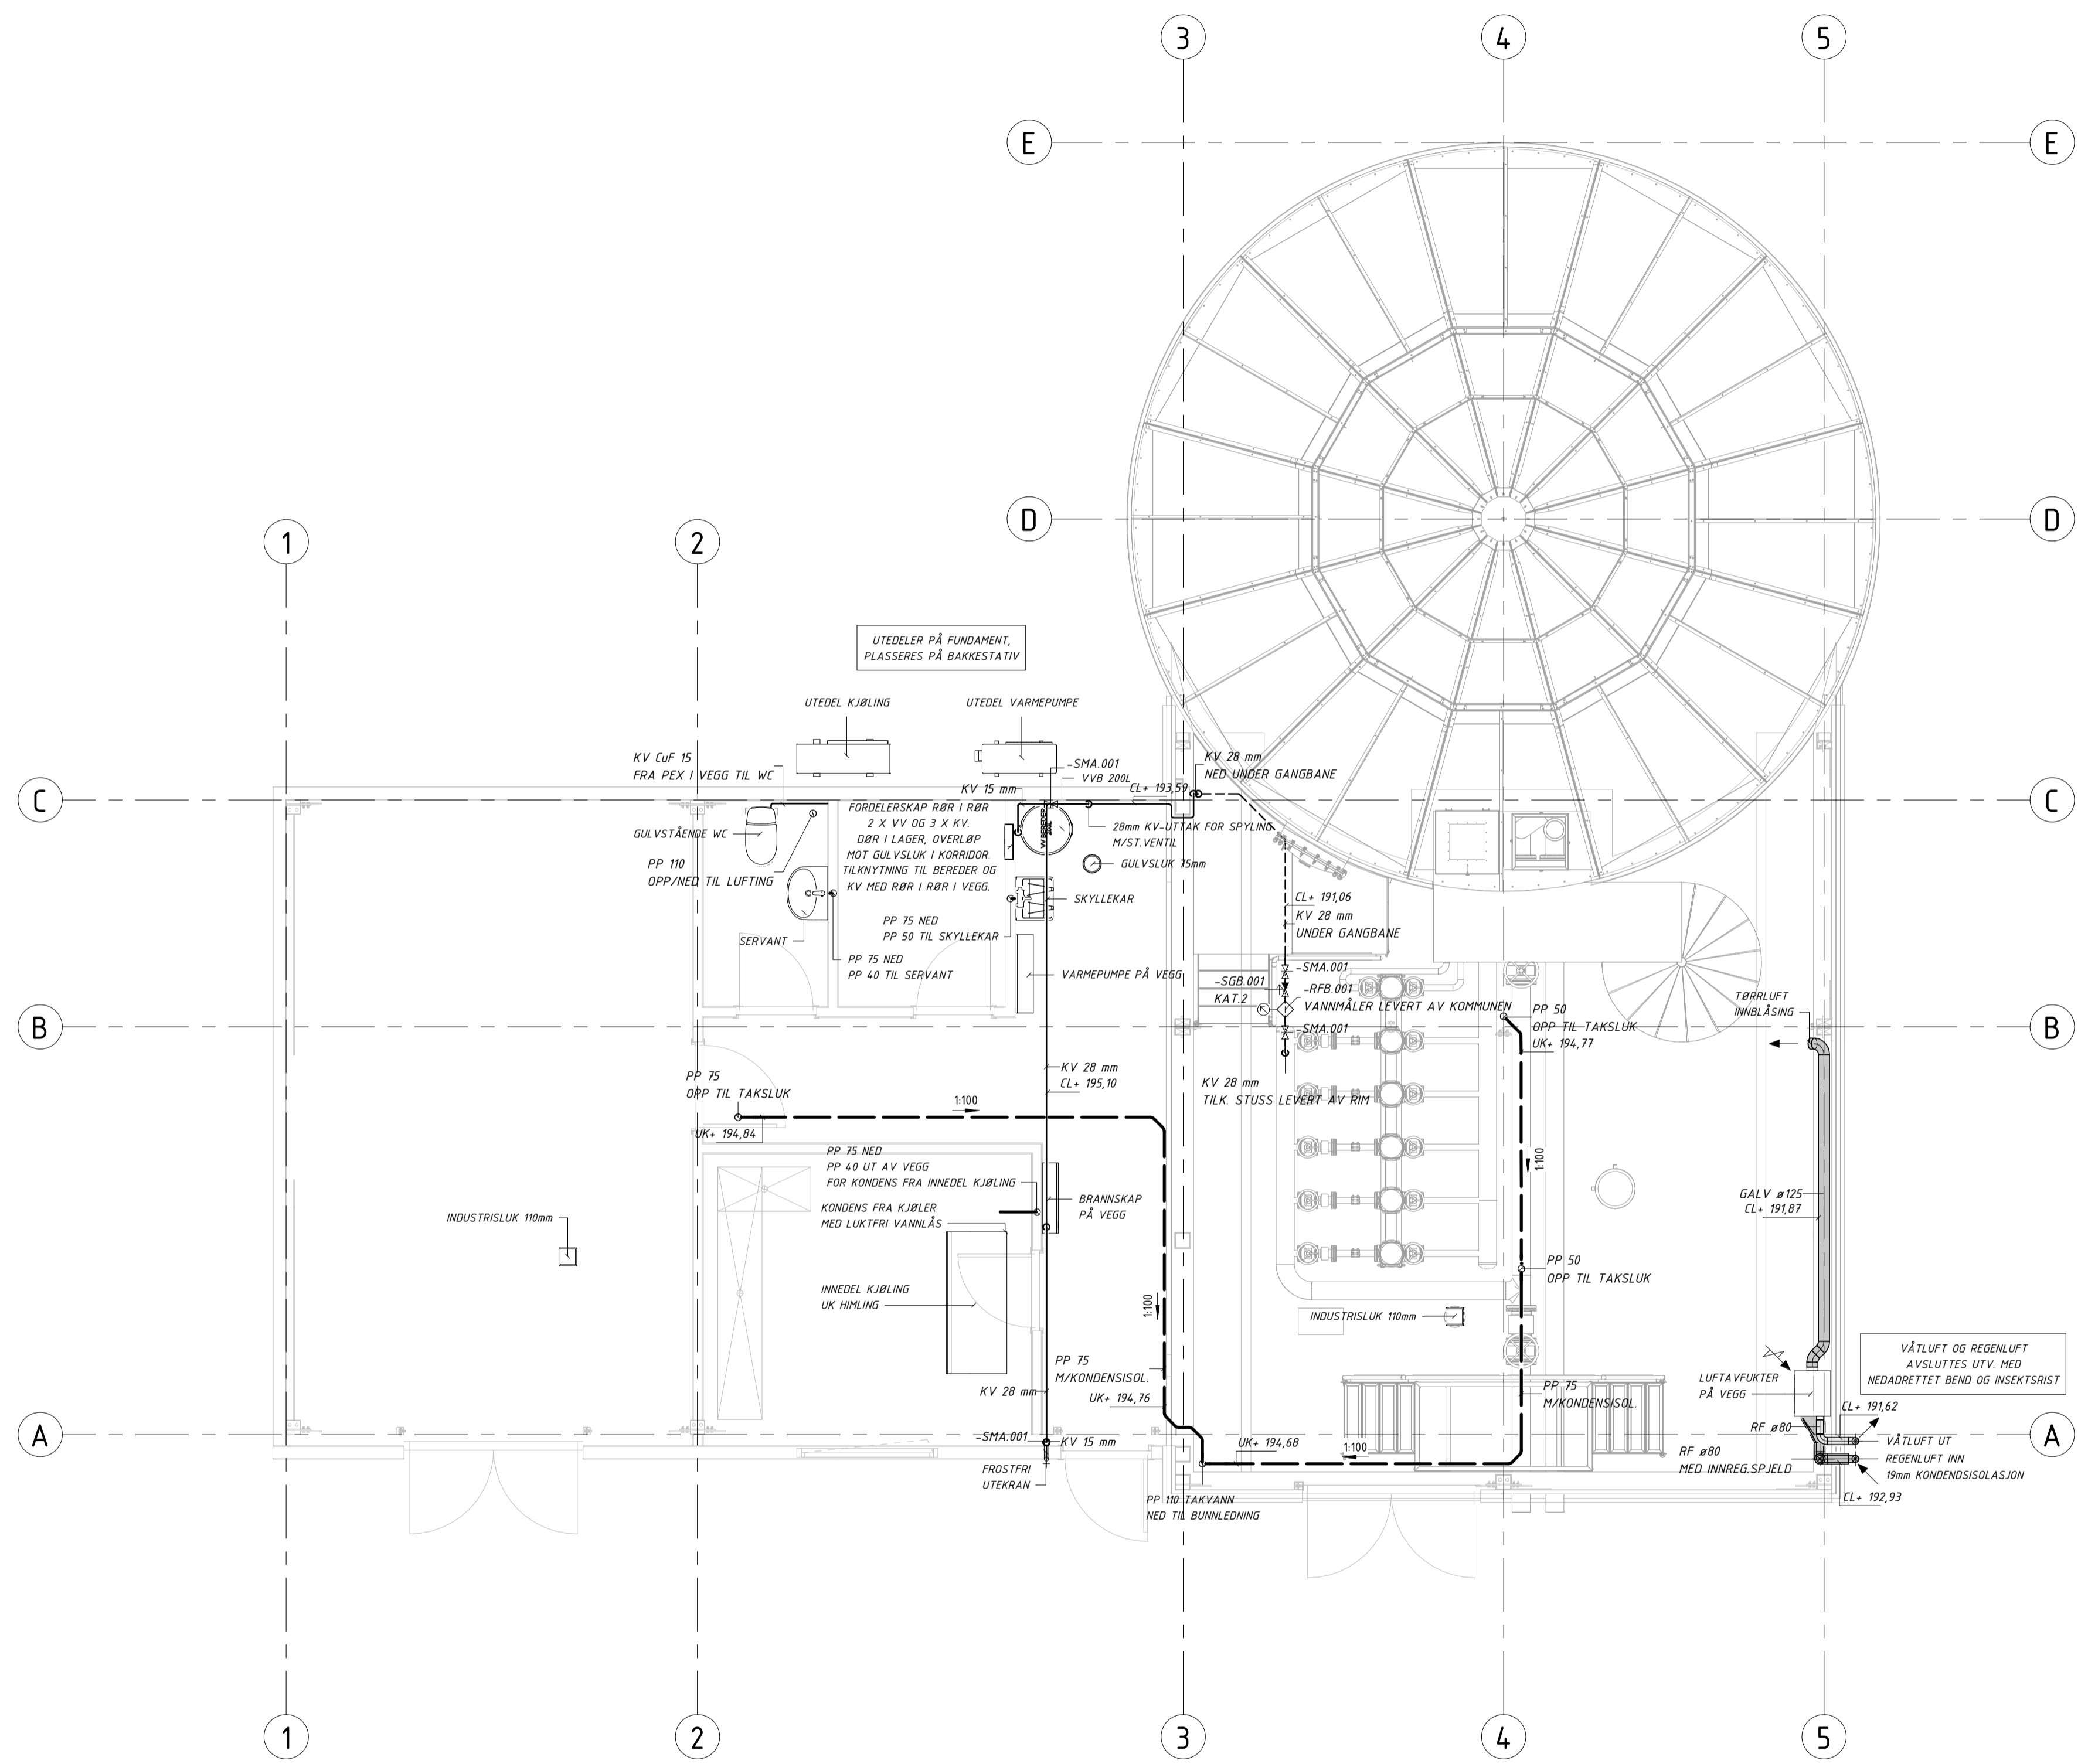 3
4
5
E
E
D
D
1
2
UTEDELER PÅ FUNDAMENT,
PLASSERES PÅ BAKKESTATIV
UTEDEL KJØLING
UTEDEL VARMEPUMPE
KV CuF 15
FRA PEX I VEGG TIL WC
-SMA.001
VVB 200L
KV 15 mm
CL+ 193,59
KV 28 mm
NED UNDER GANGBANE
C
C
GULVSTÅENDE WC
PP 110
OPP/NED TIL LUFTING
FORDELERSKAP RØR I RØR
2 X VV OG 3 X KV.
DØR I LAGER, OVERLØP
MOT GULVSLUK I KORRIDOR.
TILKNYTNING TIL BEREDER OG
KV MED RØR I RØR I VEGG.
VV BEREDER
200L
28mm KV-UTTAK FOR SPYLING
M/ST.VENTIL
GULVSLUK 75mm
SKYLLEKAR
PP 75 NED
PP 50 TIL SKYLLEKAR
SERVANT
PP 75 NED
PP 40 TIL SERVANT
VARMEPUMPE PÅ VEGG
CL+ 191,06
KV 28 mm
UNDER GANGBANE
-SMA.001
-SGB.001
-RFB.001
KAT.2
VANNMÅLER LEVERT AV KOMMUNEN
-SMA.001
PP 50
OPP TIL TAKSLUK
UK+ 194,77
TØRRLUFT
INNBLÅSING
B
B
PP 75
OPP TIL TAKSLUK
UK+ 194,84
1:100
KV 28 mm
CL+ 195,10
KV 28 mm
TILK. STUSS LEVERT AV RIM
1:100
PP 75 NED
PP 40 UT AV VEGG
FOR KONDENS FRA INNEDEL KJØLING
KONDENS FRA KJØLER
MED LUKTFRI VANNLÅS
BRANNSKAP
PÅ VEGG
INDUSTRISLUK 110mm
GALV ø125
CL+ 191,87
PP 50
OPP TIL TAKSLUK
INNEDEL KJØLING
UK HIMLING
1:100
INDUSTRISLUK 110mm
PP 75
M/KONDENSISOL.
KV 28 mm
UK+ 194,76
PP 75
M/KONDENSISOL.
LUFTAVFUKTER
PÅ VEGG
VÅTLUFT OG REGENLUFT
AVSLUTTES UTV. MED
NEDADRETTET BEND OG INSEKTSRIST
CL+ 191,62
RF ø80
VÅTLUFT UT
A
A
-SMA.001
KV 15 mm
UK+ 194,68
1:100
RF ø80
MED INNREG.SPJELD
REGENLUFT INN
19mm KONDENDSISOLASJON
CL+ 192,93
FROSTFRI
UTEKRAN
PP 110 TAKVANN
NED TIL BUNNLEDNING
1
2
3
4
5